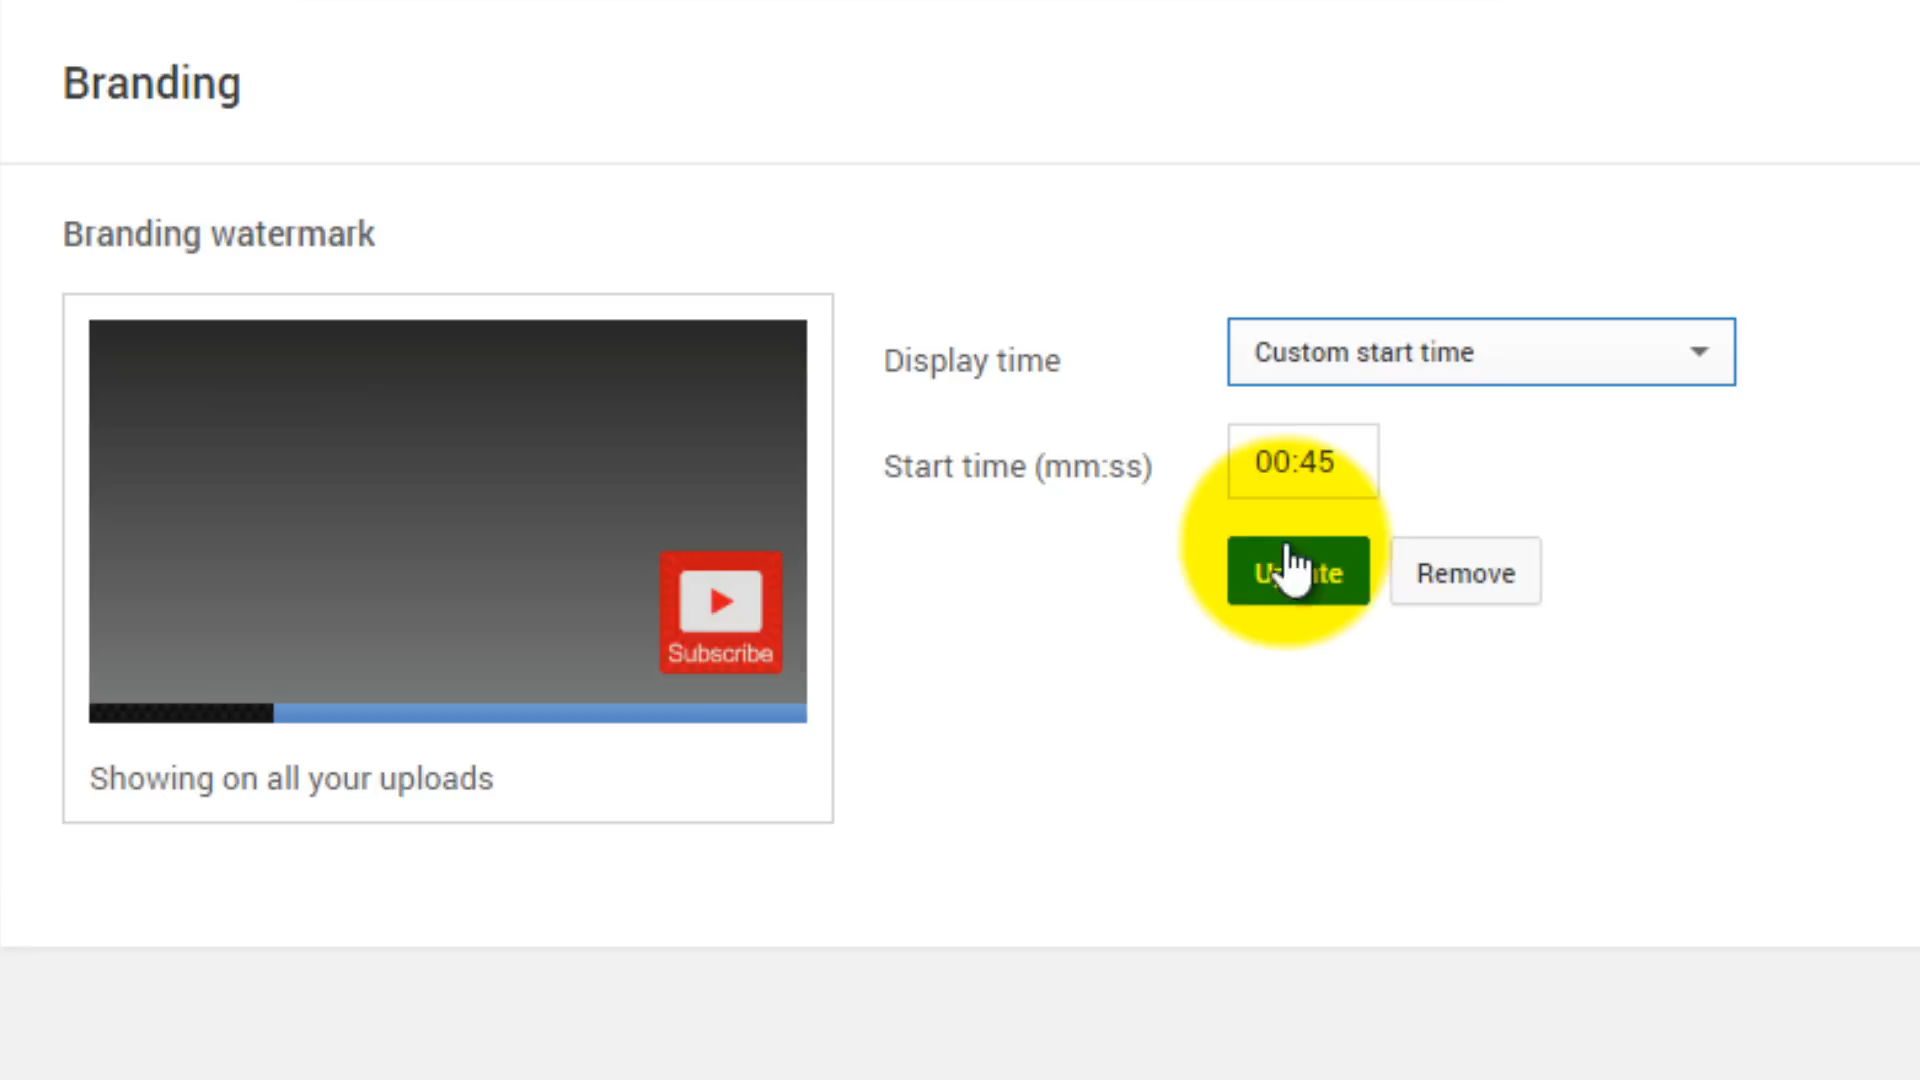 Branding
Branding watermark
Display time
Custom start time
Start time (mm:ss)
00:45
Remove
Subscribe
Showing on all your uploads